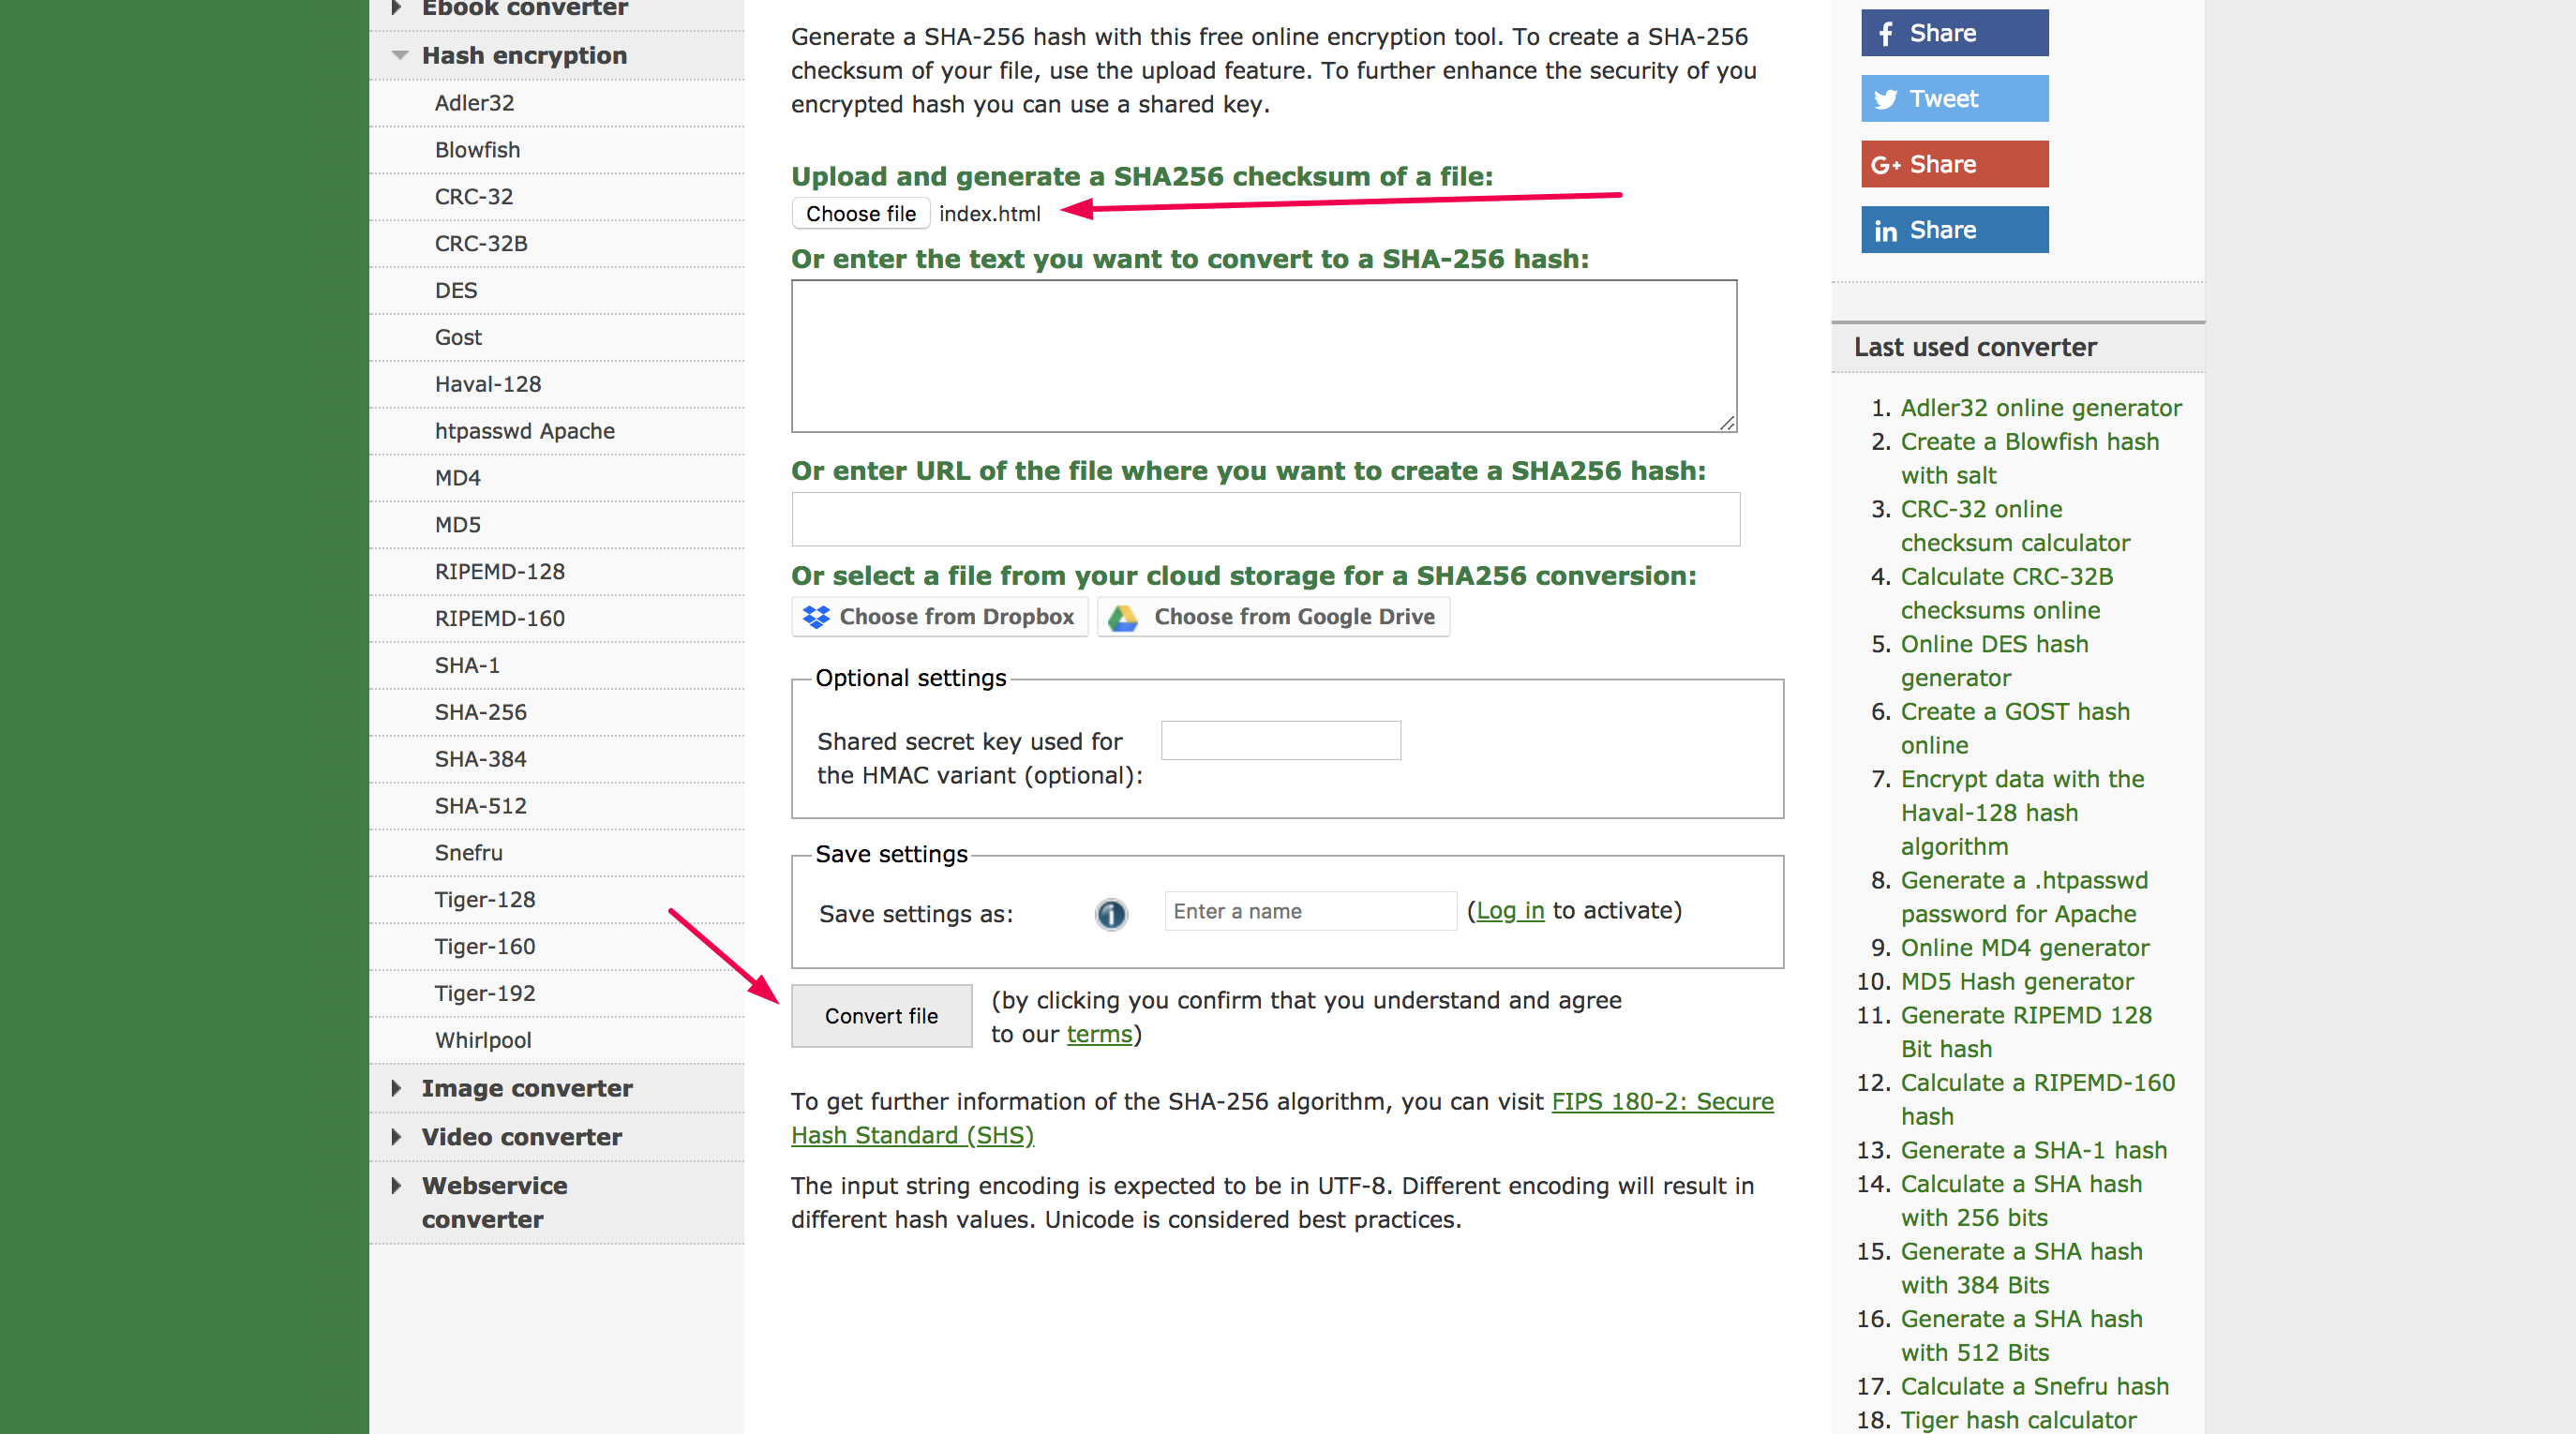 Ebook converter
Hash encryption
Adler32
Blowfish
CRC-32
CRC-32B
DES
Gost
Haval-128
htpasswd Apache
MD4
MD5
RIPEMD-128
RIPEMD-160
SHA-1
SHA-256
SHA-384
SHA-512
Snefru
Tiger-128
Tiger-160
Tiger-192
Whirlpool
Image converter
Video converter
Webservice
converter
Generate a SHA-256 hash with this free online encryption tool. To create a SHA-256
checksum of your file, use the upload feature. To further enhance the security of you
encrypted hash you can use a shared key.
Upload and generate a SHA256 checksum of a file:
Choose file index.html
Or enter the text you want to convert to a SHA-256 hash:
Or enter URL of the file where you want to create a SHA256 hash:
Or select a file from your cloud storage for a SHA256 conversion:
Choose from Dropbox Choose from Google Drive
Optional settings
Shared secret key used for
the HMAC variant (optional):
Save settings
Save settings as: Enter a name (Log in to activate)
Convert file (by clicking you confirm that you understand and agree
to our terms)
To get further information of the SHA-256 algorithm, you can visit FIPS 180-2: Secure
Hash Standard (SHS)
The input string encoding is expected to be in UTF-8. Different encoding will result in
different hash values. Unicode is considered best practices.
f Share
Tweet
G+ Share
in Share
Last used converter
1. Adler32 online generator
2. Create a Blowfish hash
with salt
3. CRC-32 online
checksum calculator
4. Calculate CRC-32B
checksums online
5. Online DES hash
generator
6. Create a GOST hash
online
7. Encrypt data with the
Haval-128 hash
algorithm
8. Generate a .htpasswd
password for Apache
9. Online MD4 generator
10. MD5 Hash generator
11. Generate RIPEMD 128
Bit hash
12. Calculate a RIPEMD-160
hash
13. Generate a SHA-1 hash
14. Calculate a SHA hash
with 256 bits
15. Generate a SHA hash
with 384 Bits
16. Generate a SHA hash
with 512 Bits
17. Calculate a Snefru hash
18. Tiger hash calculator